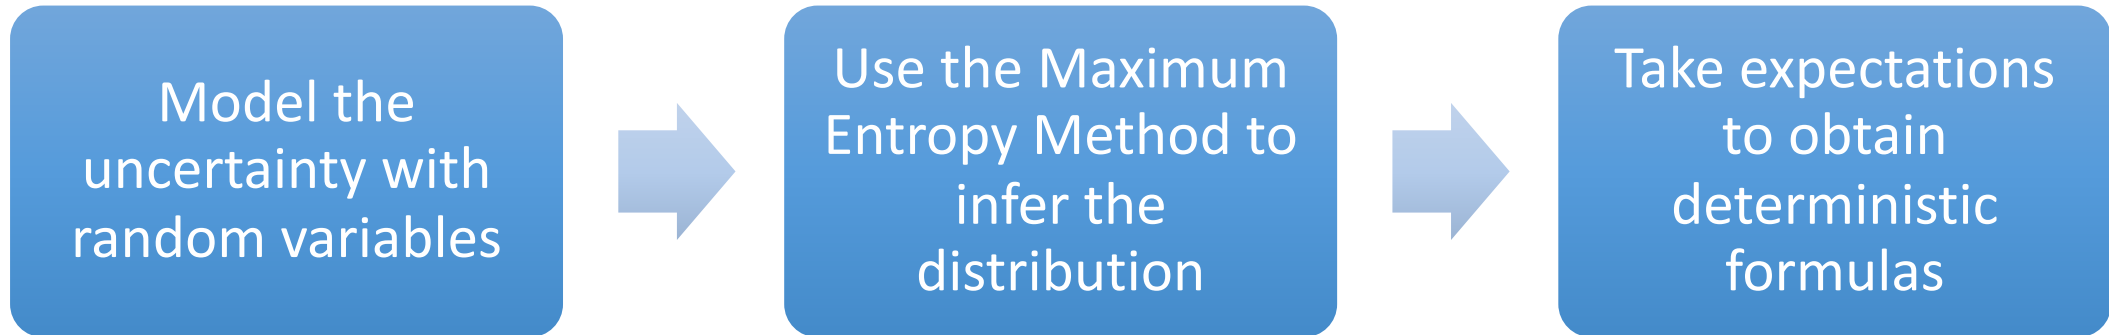 Model the
uncertainty with
random variables
Use the Maximum
Entropy Method to
infer the
distribution
Take expectations
to obtain
deterministic
formulas